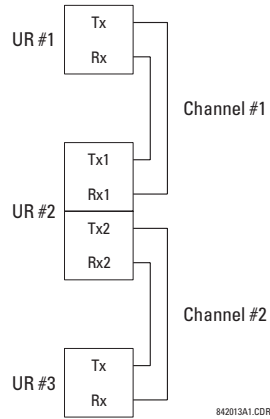 UR #1
Tx
Rx
Channel #1
UR #2
Tx1
Rx1
Tx2
Rx2
Channel #2
UR #3
Tx
Rx
842013A1.CDR